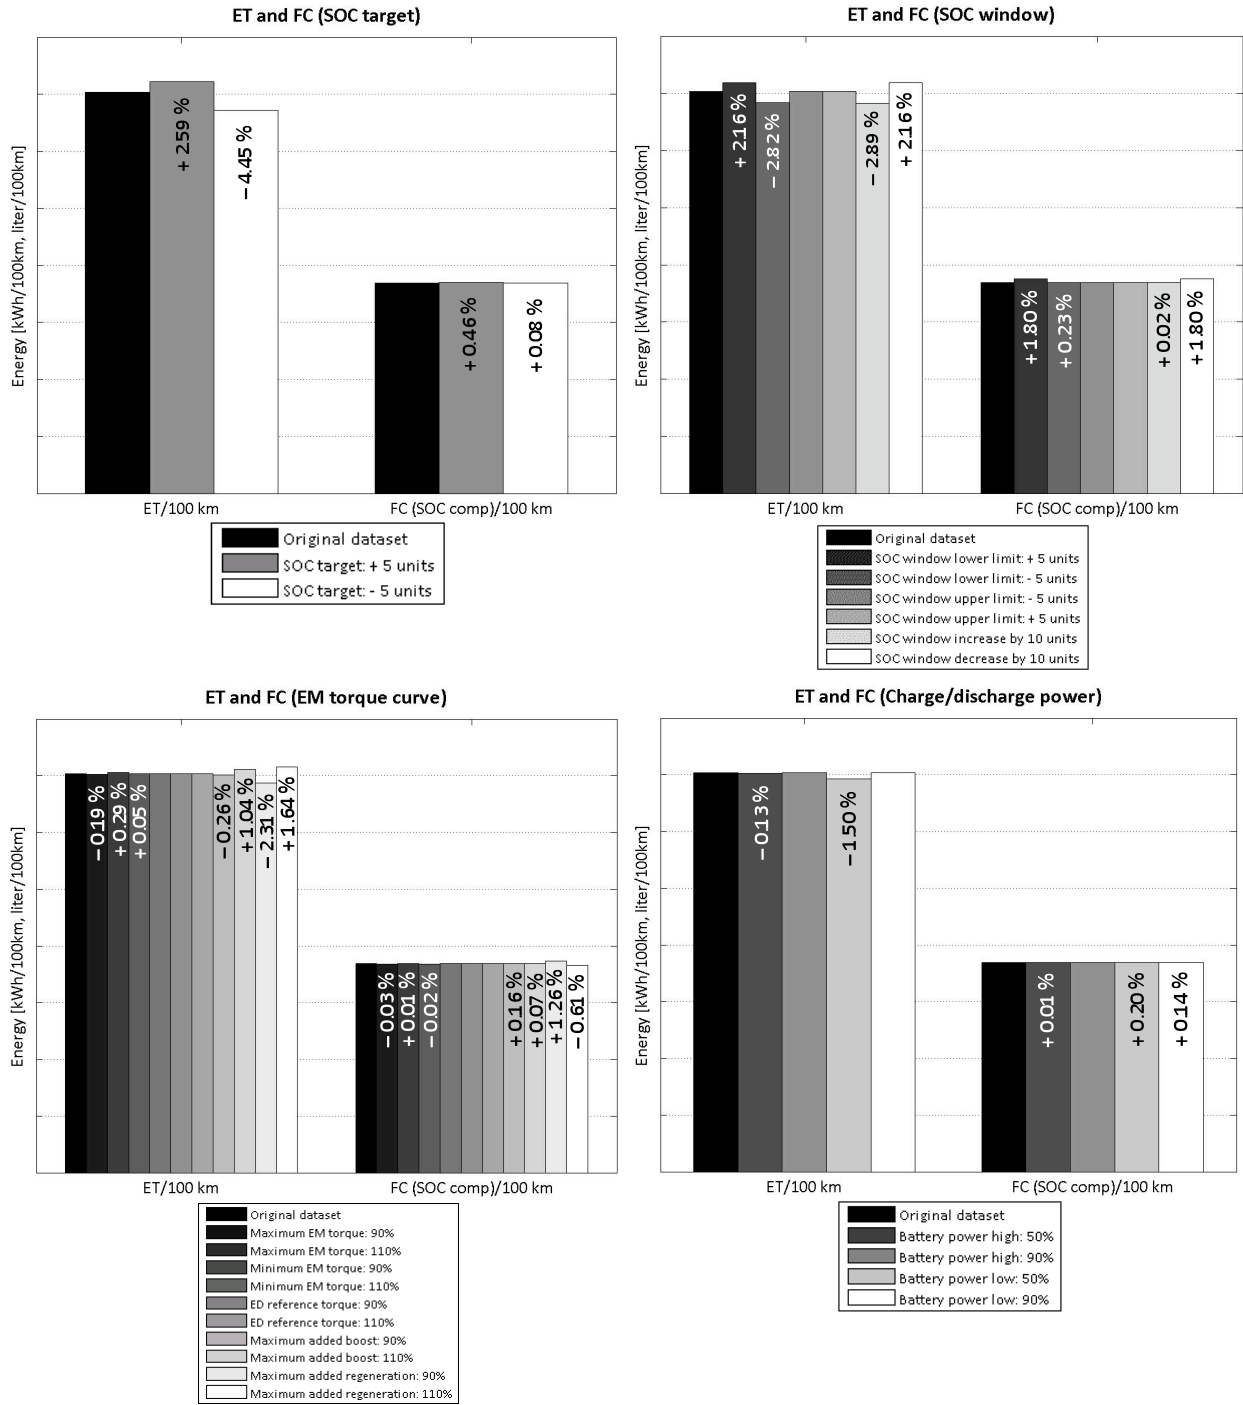 ET and FC (SOC target)
Energy [kWh/100km, liter/100km]
+ 2.59 %
– 4.45 %
+ 0.46 %
+ 0.08 %
ET/100 km
FC (SOC comp)/100 km
Original dataset
SOC target: + 5 units
SOC target: - 5 units
ET and FC (SOC window)
Energy [kWh/100km, liter/100km]
+ 2.16 %
– 2.82 %
– 2.89 %
+ 2.16 %
+ 1.80 %
+ 0.23 %
+ 0.02 %
+ 1.80 %
ET/100 km
FC (SOC comp)/100 km
Original dataset
SOC window lower limit: + 5 units
SOC window lower limit: - 5 units
SOC window upper limit: - 5 units
SOC window upper limit: + 5 units
SOC window increase by 10 units
SOC window decrease by 10 units
ET and FC (EM torque curve)
Energy [kWh/100km, liter/100km]
– 0.19 %
+ 0.29 %
+ 0.05 %
– 0.26 %
+ 1.04 %
– 2.31 %
+ 1.64 %
– 0.03 %
+ 0.01 %
– 0.02 %
+ 0.16 %
+ 0.07 %
+ 1.26 %
– 0.61 %
ET/100 km
FC (SOC comp)/100 km
Original dataset
Maximum EM torque: 90%
Maximum EM torque: 110%
Minimum EM torque: 90%
Minimum EM torque: 110%
ED reference torque: 90%
ED reference torque: 110%
Maximum added boost: 90%
Maximum added boost: 110%
Maximum added regeneration: 90%
Maximum added regeneration: 110%
ET and FC (Charge/discharge power)
Energy [kWh/100km, liter/100km]
– 0.13 %
– 1.50 %
+ 0.01 %
+ 0.20 %
+ 0.14 %
ET/100 km
FC (SOC comp)/100 km
Original dataset
Battery power high: 50%
Battery power high: 90%
Battery power low: 50%
Battery power low: 90%